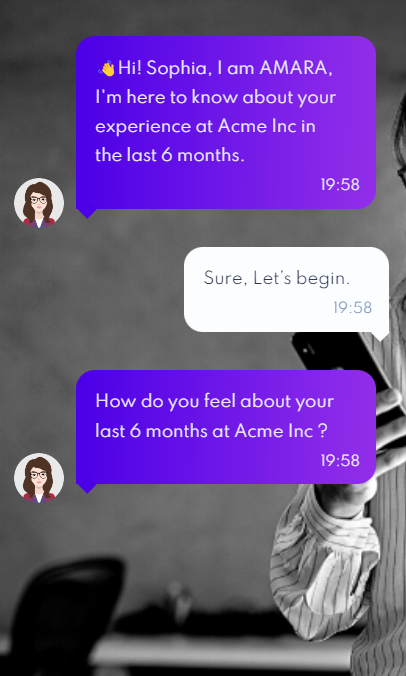 👋Hi! Sophia, I am AMARA,
I'm here to know about your
experience at Acme Inc in
the last 6 months.
19:58
Sure, Let's begin.
19:58
How do you feel about your
last 6 months at Acme Inc ?
19:58